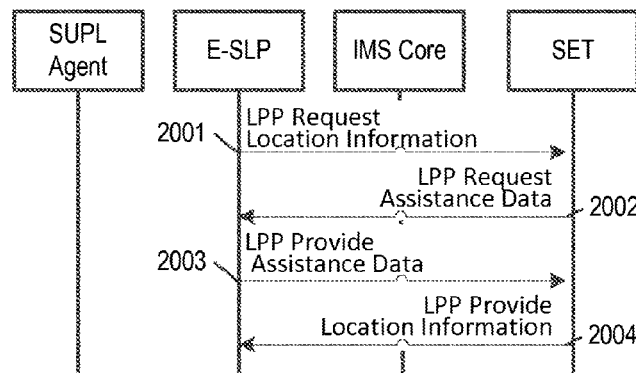 SUPL
Agent
E-SLP
IMS Core
SET
LPP Request
Location Information
2001
LPP Request
Assistance Data
2002
LPP Provide
Assistance Data
2003
LPP Provide
Location Information
2004